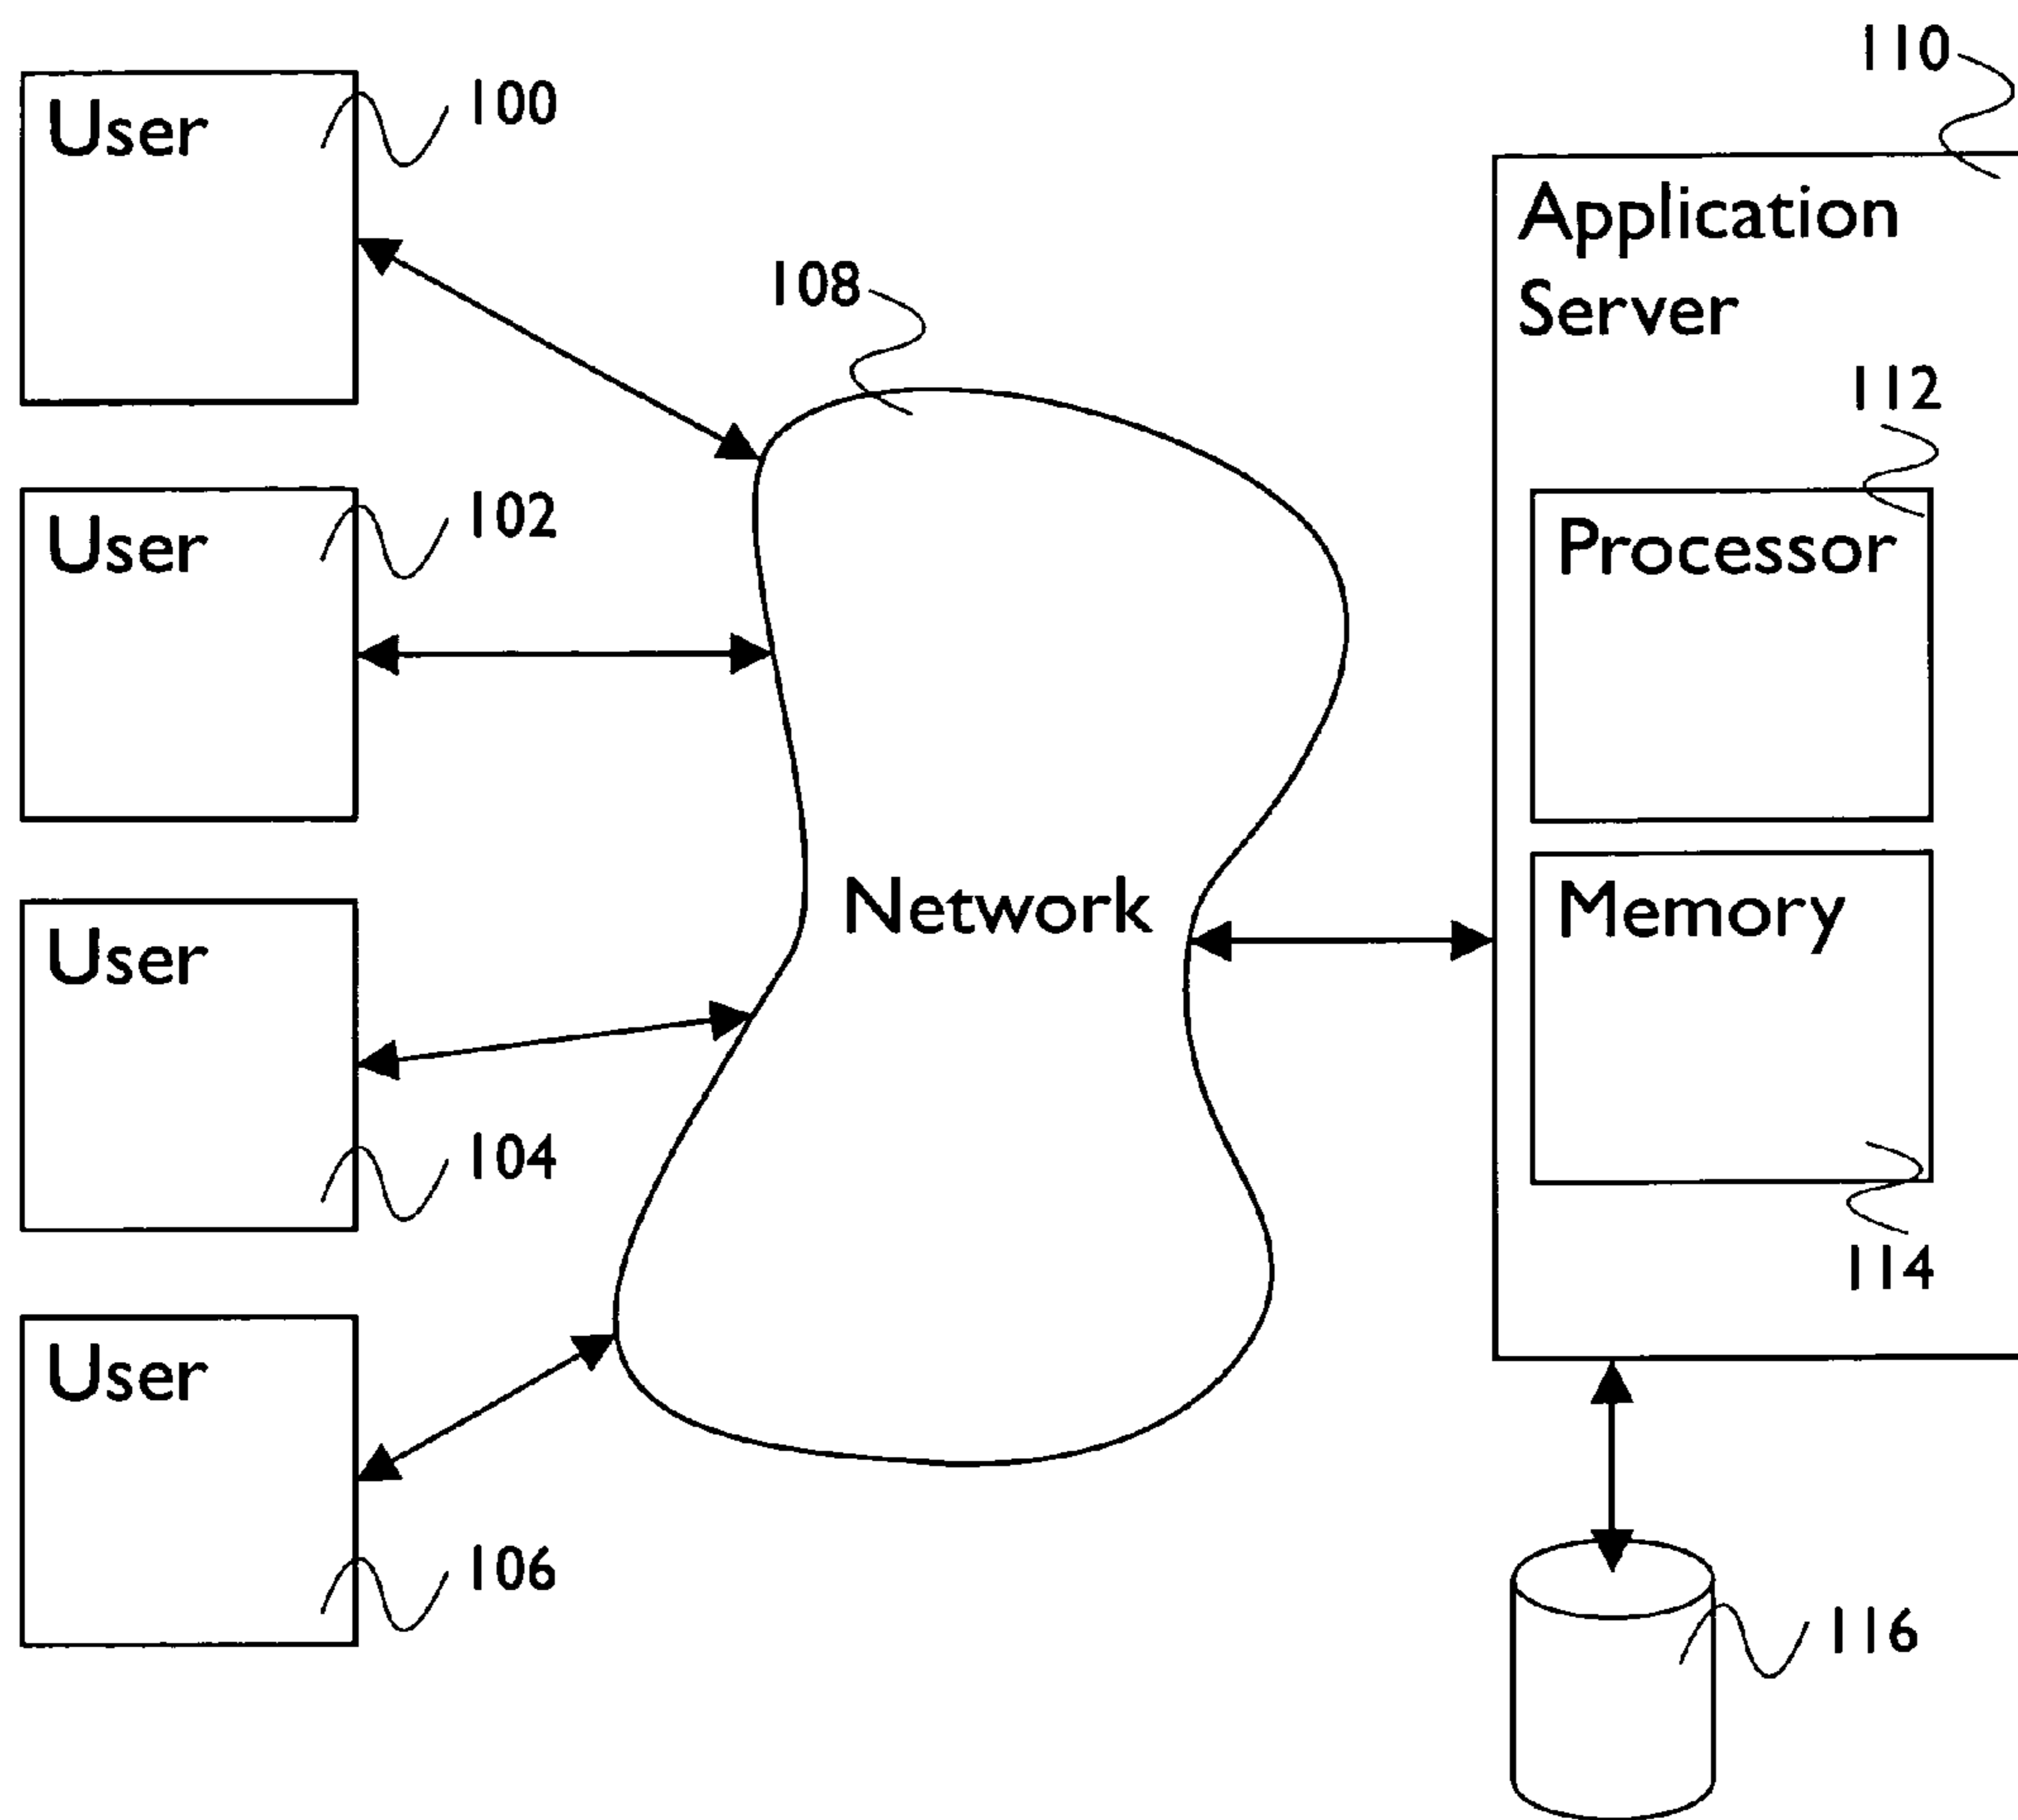 User
100
User
102
User
104
User
106
108
Network
110
Application
Server
112
Processor
Memory
114
116